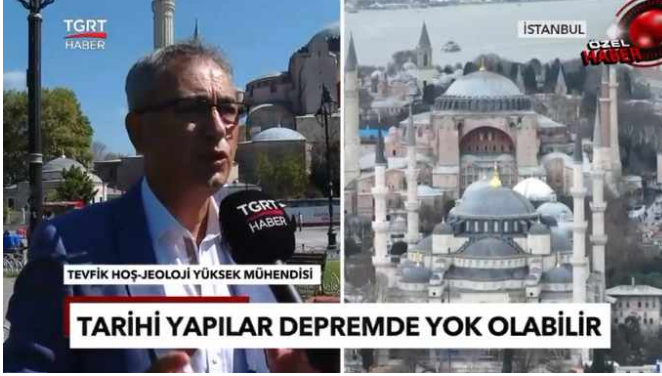 TGRT
HABER
İSTANBUL
ÖZEL
HABER
TGRT
HABER
TEVFİK HOŞ-JEOLOJİ YÜKSEK MÜHENDİSİ
TARİHİ YAPILAR DEPREMDE YOK OLABİLİR